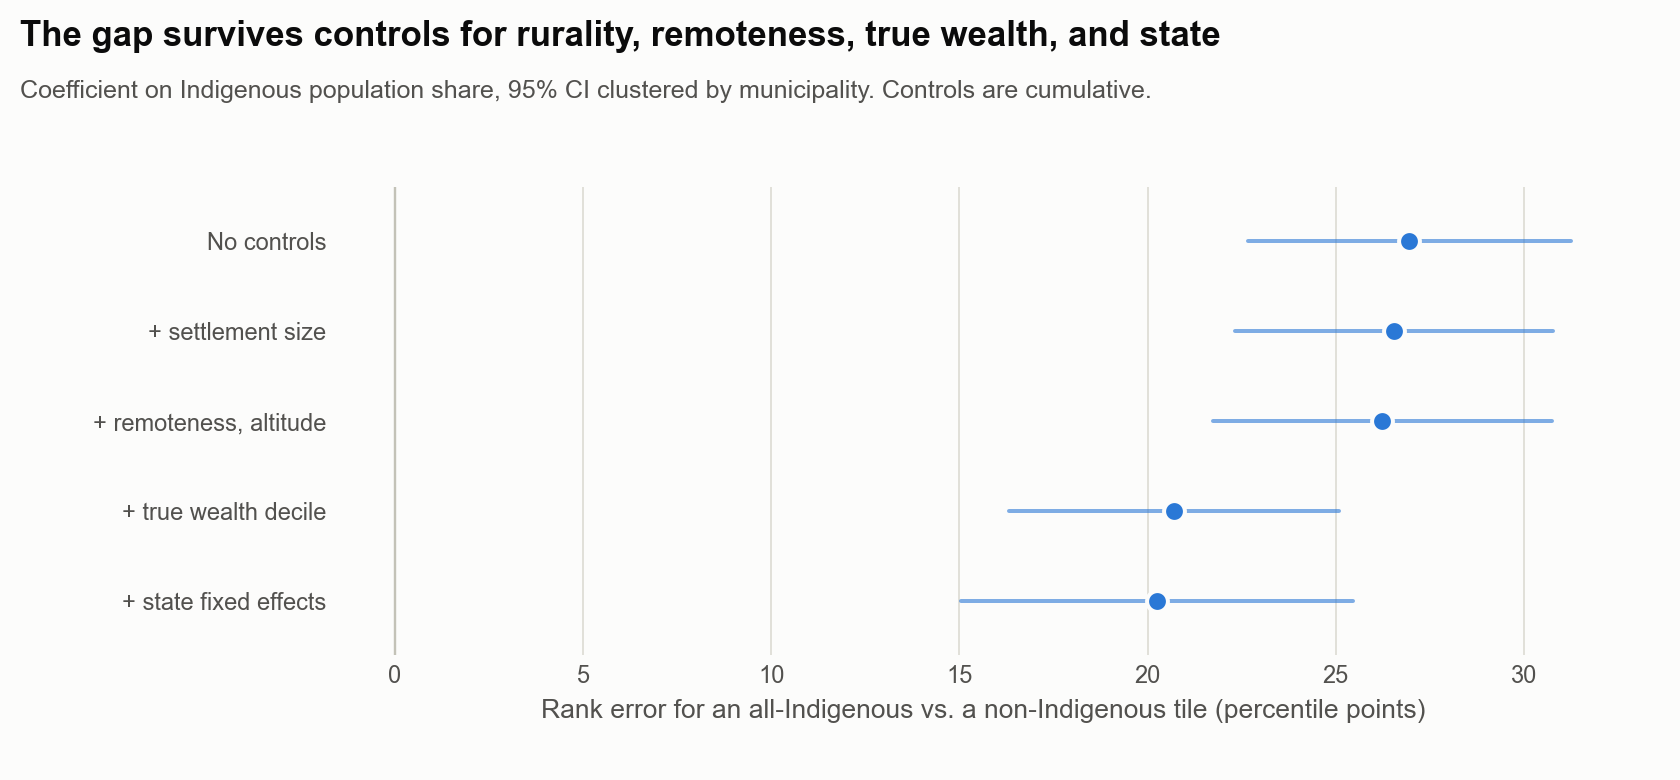 The gap survives controls for rurality, remoteness, true wealth, and state
Coefficient on Indigenous population share, 95% CI clustered by municipality. Controls are cumulative.
No controls
+ settlement size
+ remoteness, altitude
+ true wealth decile
+ state fixed effects
0 5 10 15 20 25 30
Rank error for an all-Indigenous vs. a non-Indigenous tile (percentile points)